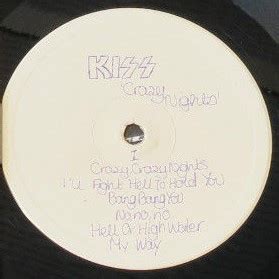 KISS
Crazy
Nights
I
Crazy Crazy Nights
I'll Fight Hell To Hold You
Bang Bang You
No, no, no
Hell Or High Water
My Way